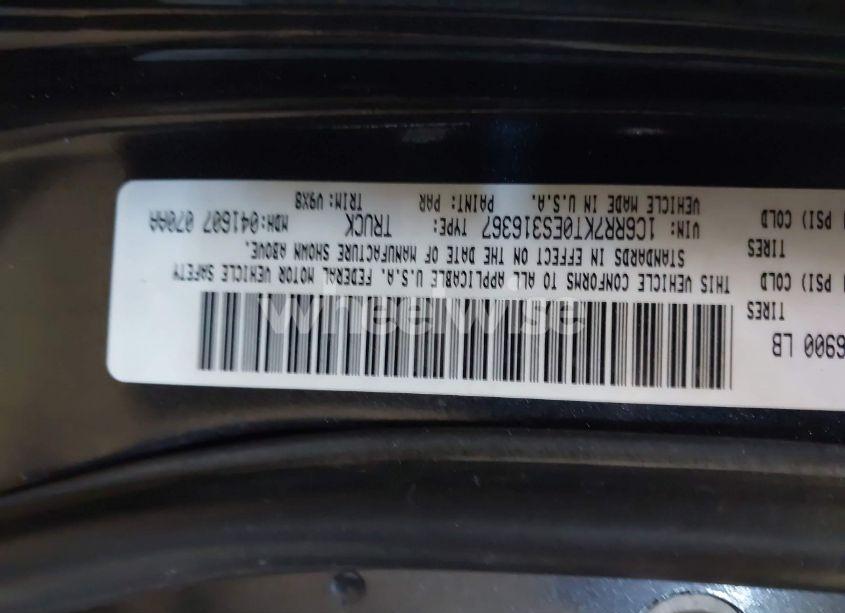 6900 LB
TIRES
PSI) COLD
TIRES
PSI) COLD
THIS VEHICLE CONFORMS TO ALL APPLICABLE U.S.A. FEDERAL MOTOR VEHICLE SAFETY
STANDARDS IN EFFECT ON THE DATE OF MANUFACTURE SHOWN ABOVE.
VIN: 1C6RR7KT0ES316367 TYPE: TRUCK MDH:041607 070AA
VEHICLE MADE IN U.S.A. PAINT: PAR TRIM: V9X8
wheelwise